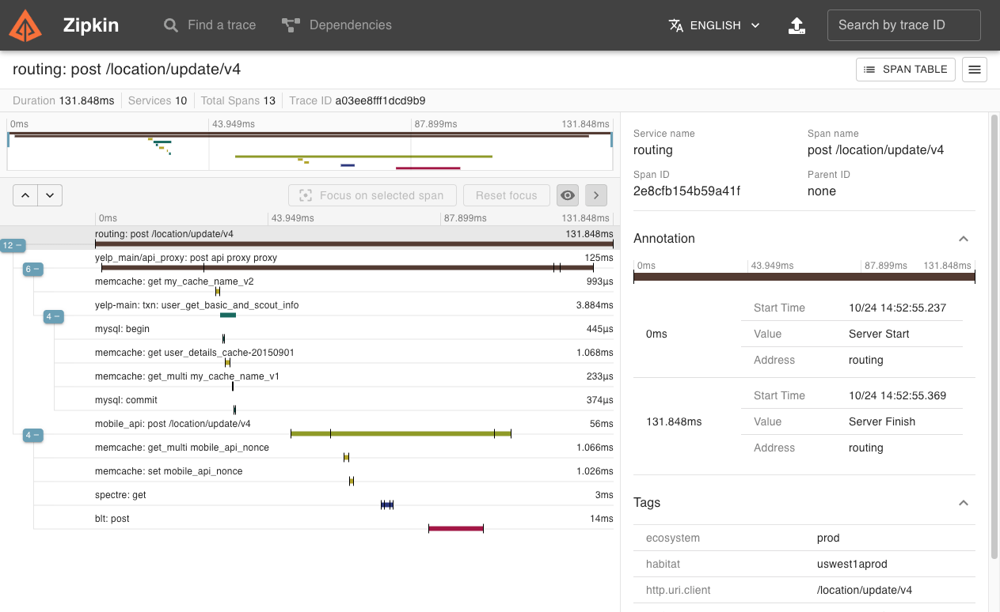 Zipkin Find a trace Dependencies ENGLISH Search by trace ID
routing: post /location/update/v4 SPAN TABLE
Duration 131.848ms Services 10 Total Spans 13 Trace ID a03ee8fff1dcd9b9
0ms 43.949ms 87.899ms 131.848ms
Focus on selected span Reset focus
0ms 43.949ms 87.899ms 131.848ms
routing: post /location/update/v4 131.848ms
12 −
yelp_main/api_proxy: post api proxy proxy 125ms
6 −
memcache: get my_cache_name_v2 993µs
yelp-main: txn: user_get_basic_and_scout_info 3.884ms
4 −
mysql: begin 445µs
memcache: get user_details_cache-20150901 1.068ms
memcache: get_multi my_cache_name_v1 233µs
mysql: commit 374µs
mobile_api: post /location/update/v4 56ms
4 −
memcache: get_multi mobile_api_nonce 1.066ms
memcache: set mobile_api_nonce 1.026ms
spectre: get 3ms
blt: post 14ms
Service name Span name
routing post /location/update/v4
Span ID Parent ID
2e8cfb154b59a41f none
Annotation
0ms 43.949ms 87.899ms 131.848ms
Start Time 10/24 14:52:55.237
0ms Value Server Start
Address routing
Start Time 10/24 14:52:55.369
131.848ms Value Server Finish
Address routing
Tags
ecosystem prod
habitat uswest1aprod
http.uri.client /location/update/v4